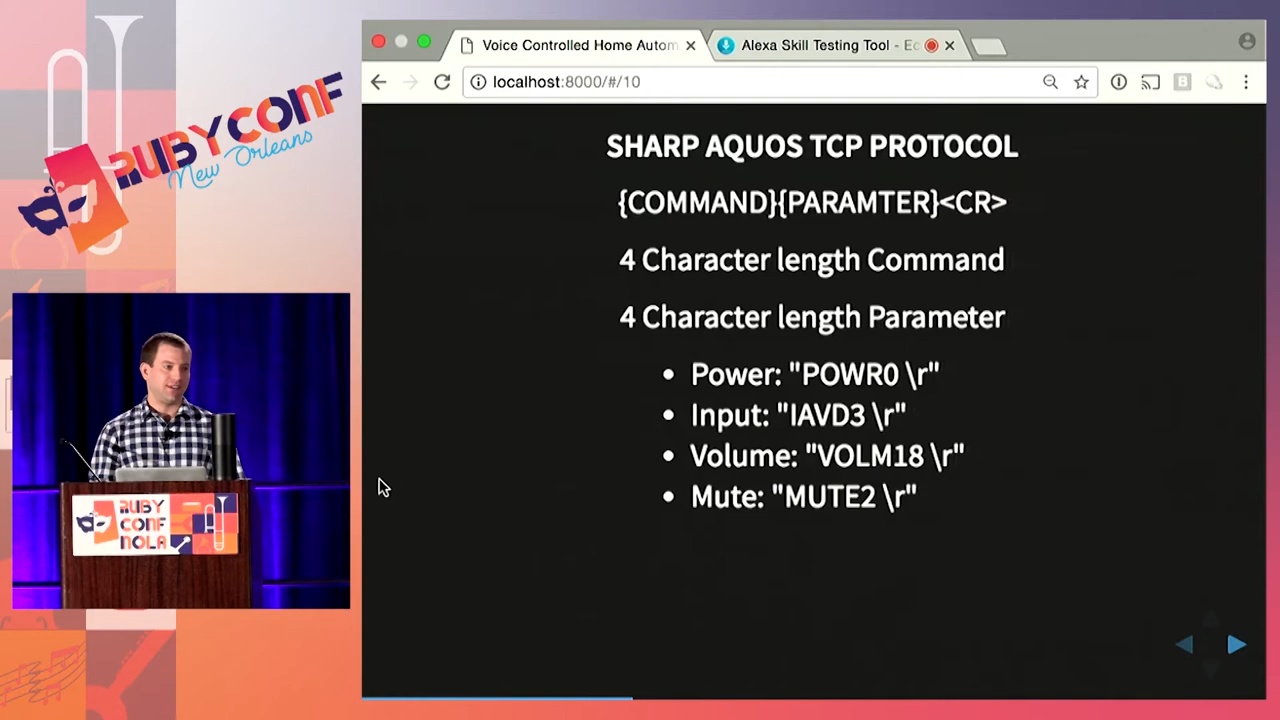 RUBYCONF
New Orleans
RUBY
CONF
NOLA
Voice Controlled Home Autom
Alexa Skill Testing Tool - Ec
localhost:8000/#/10
SHARP AQUOS TCP PROTOCOL
{COMMAND}{PARAMTER}<CR>
4 Character length Command
4 Character length Parameter
• Power: "POWR0 \r"
• Input: "IAVD3 \r"
• Volume: "VOLM18 \r"
• Mute: "MUTE2 \r"